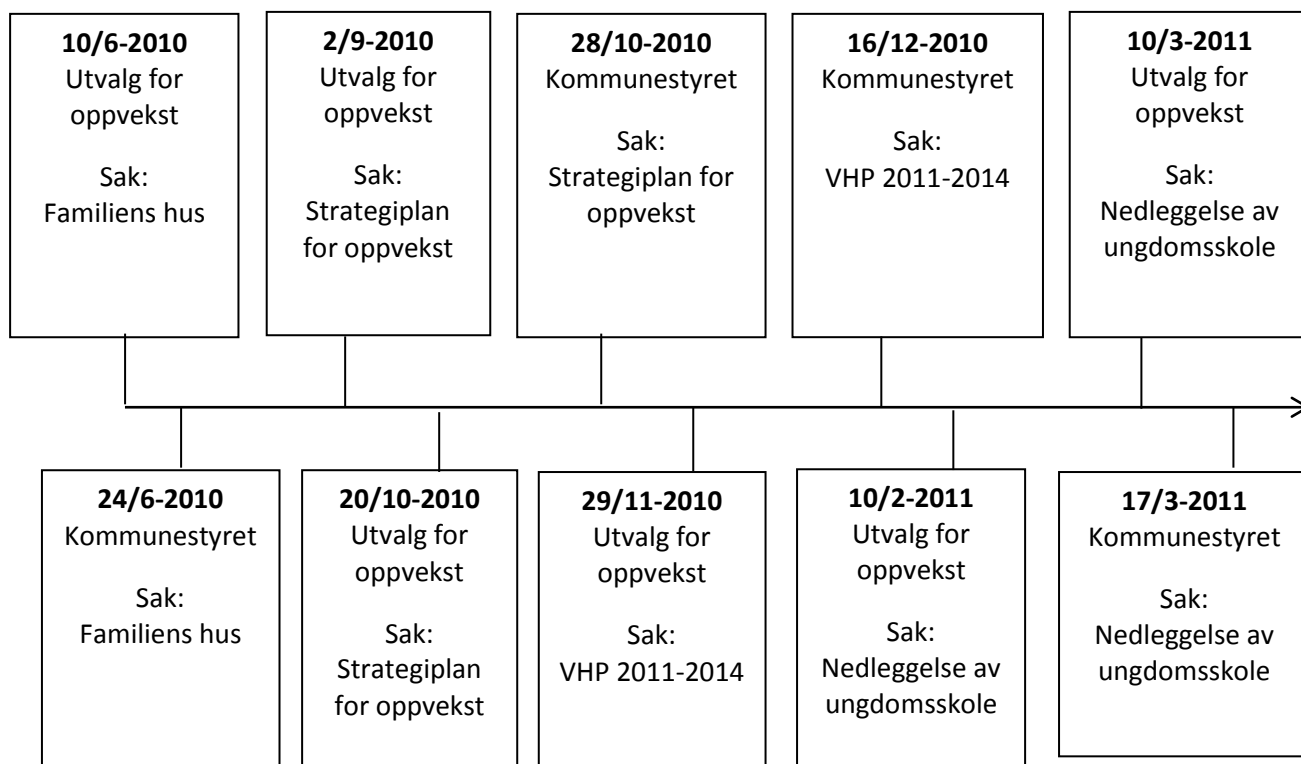 10/6-2010
Utvalg for
oppvekst
Sak:
Familiens hus
2/9-2010
Utvalg for
oppvekst
Sak:
Strategiplan
for oppvekst
28/10-2010
Kommunestyret
Sak:
Strategiplan for
oppvekst
16/12-2010
Kommunestyret
Sak:
VHP 2011-2014
10/3-2011
Utvalg for
oppvekst
Sak:
Nedleggelse av
ungdomsskole
24/6-2010
Kommunestyret
Sak:
Familiens hus
20/10-2010
Utvalg for
oppvekst
Sak:
Strategiplan
for oppvekst
29/11-2010
Utvalg for
oppvekst
Sak:
VHP 2011-2014
10/2-2011
Utvalg for
oppvekst
Sak:
Nedleggelse av
ungdomsskole
17/3-2011
Kommunestyret
Sak:
Nedleggelse av
ungdomsskole